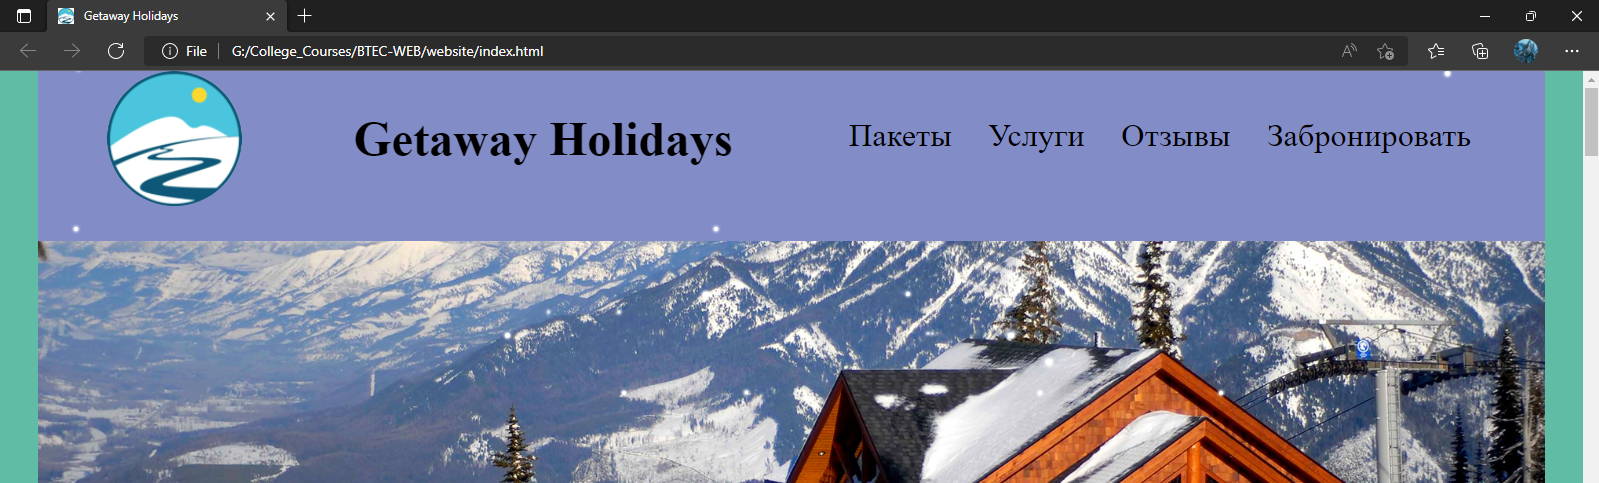 Getaway Holidays
File G:/College_Courses/BTEC-WEB/website/index.html
Getaway Holidays
Пакеты Услуги Отзывы Забронировать